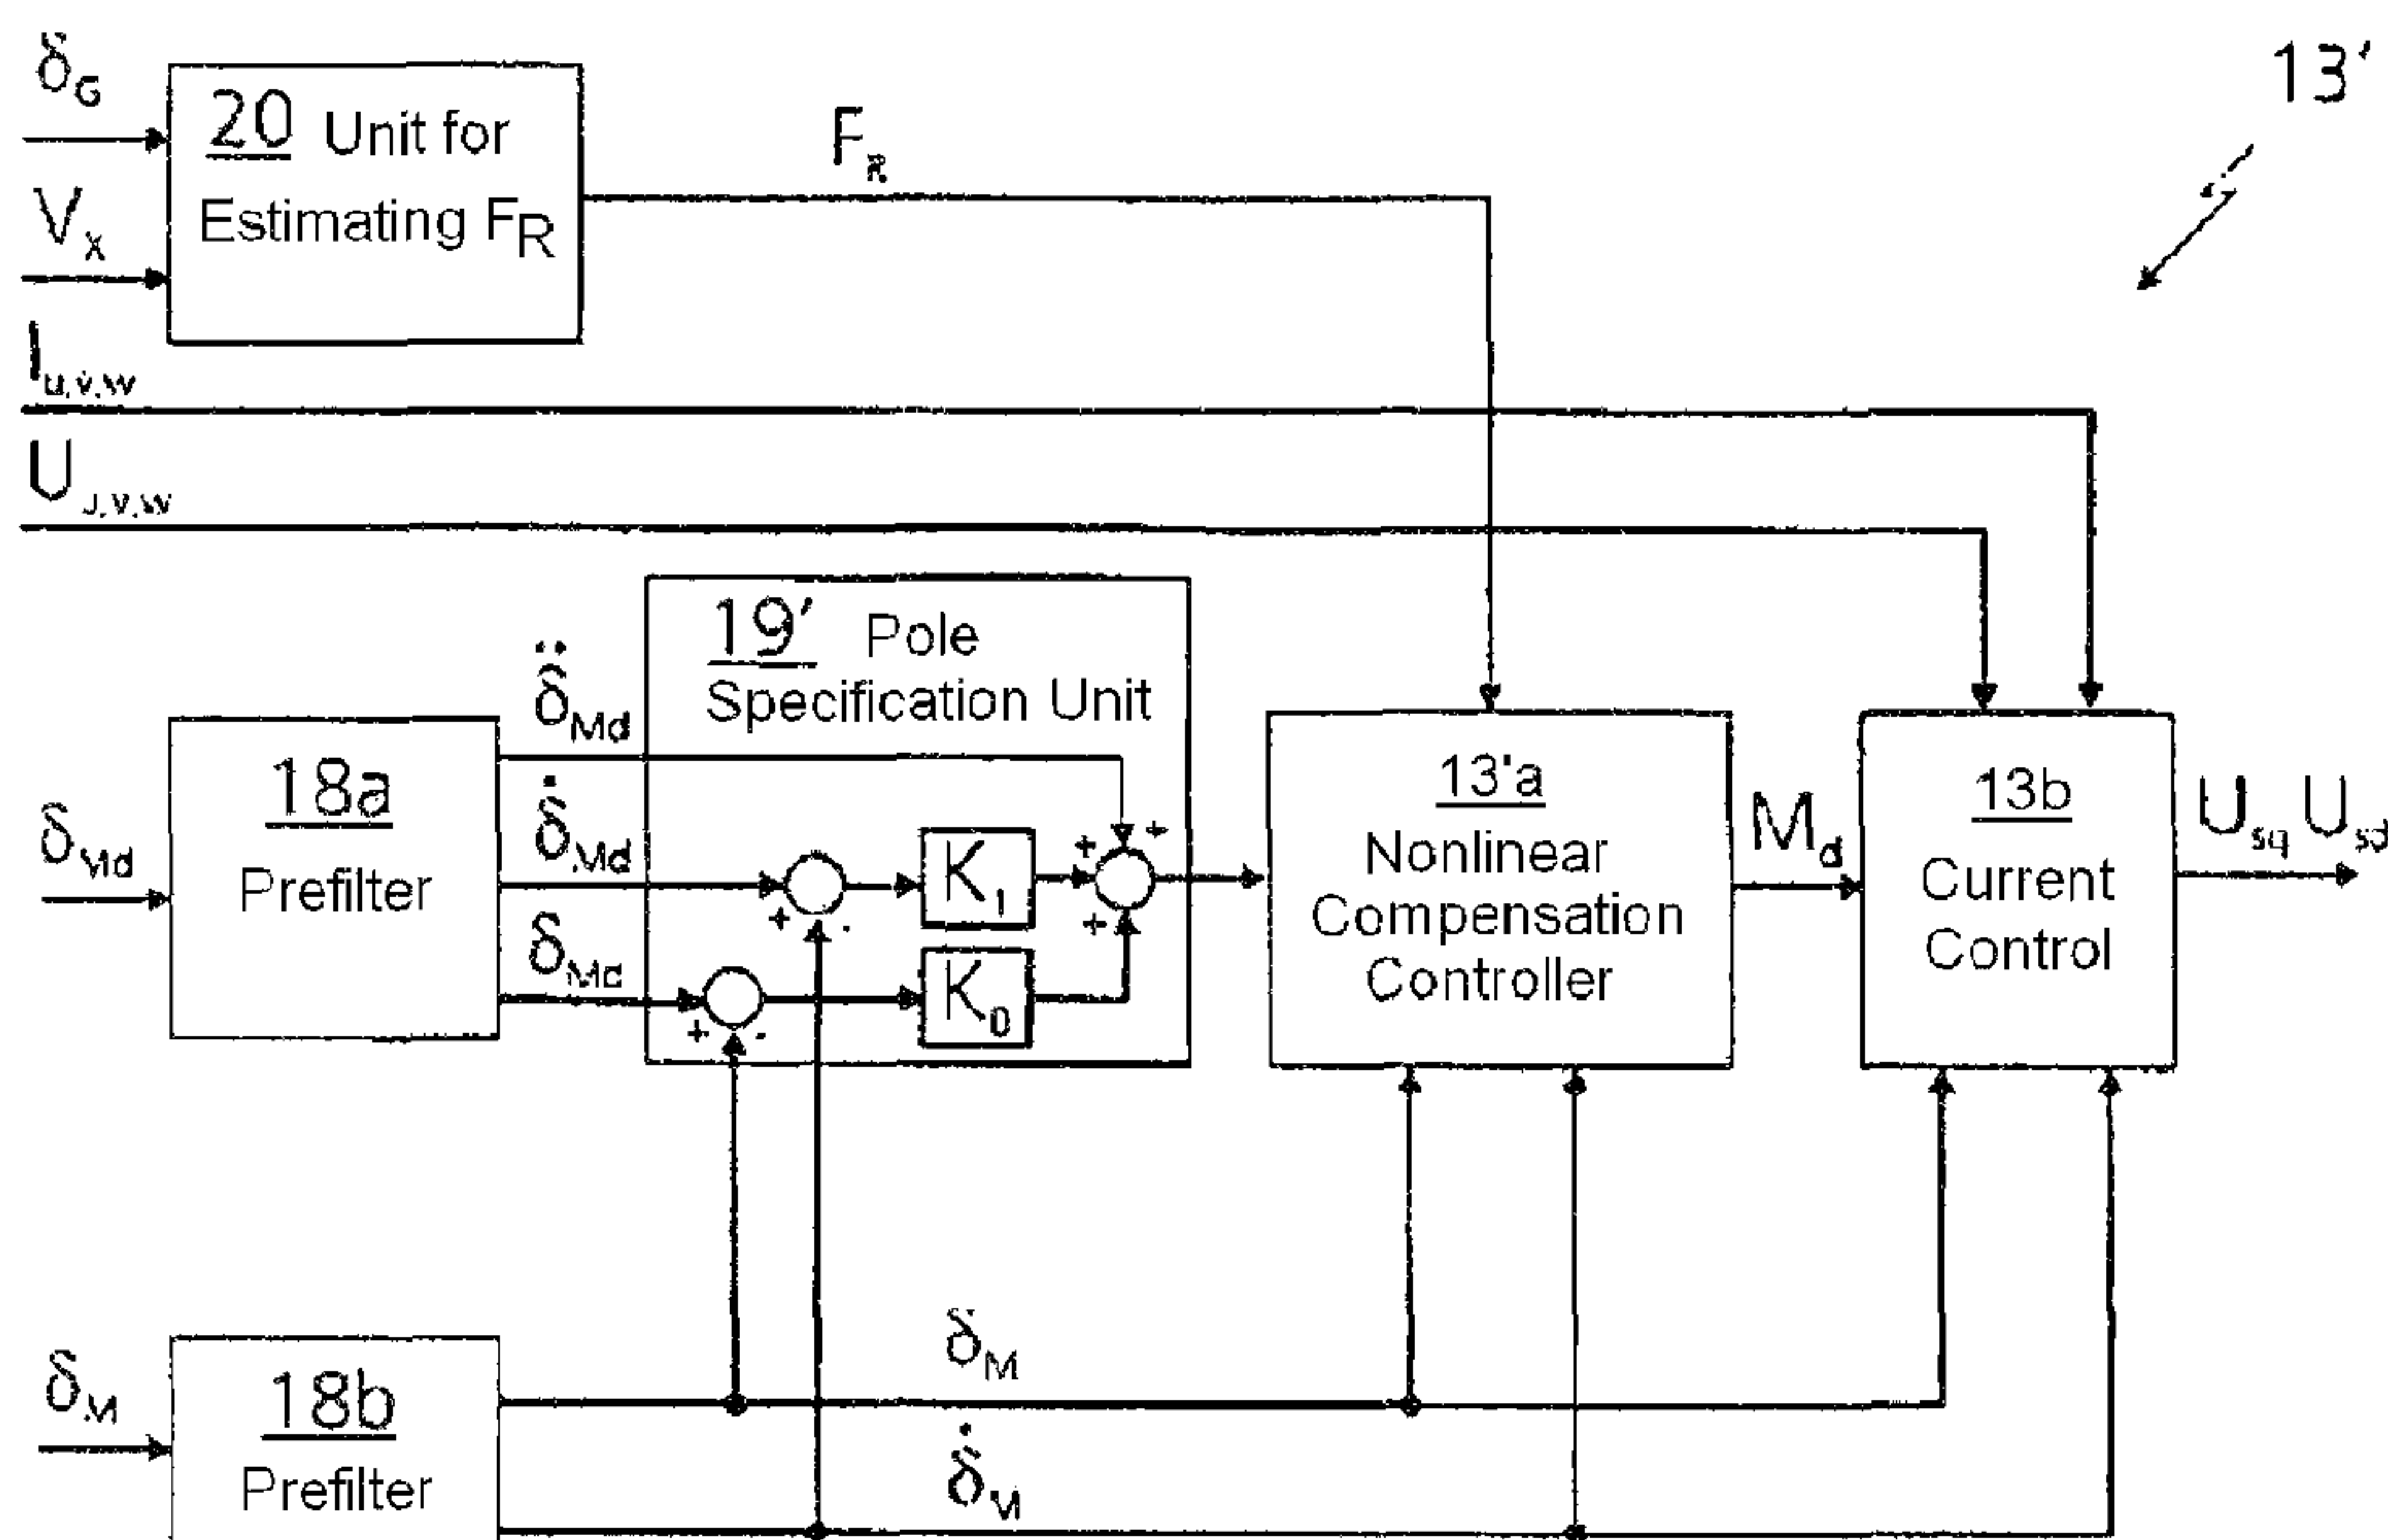 δG
20 Unit for
Estimating FR
Vx
FR
13'
Iu,v,w
Uu,v,w
19' Pole
Specification Unit
δ̈Md
δ̇Md
δMd
δMd
18a
Prefilter
K1
K0
+ +
+
+ -
+ -
13'a
Nonlinear
Compensation
Controller
Md
13b
Current
Control
Usq Usd
δM
18b
Prefilter
δM
δ̇M